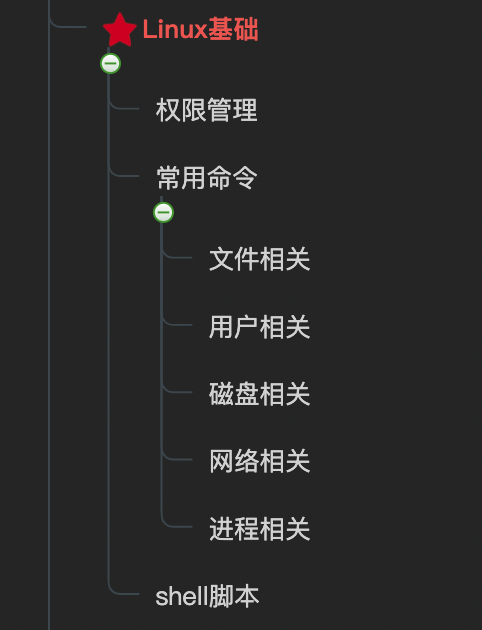 Linux基础
权限管理
常用命令
文件相关
用户相关
磁盘相关
网络相关
进程相关
shell脚本